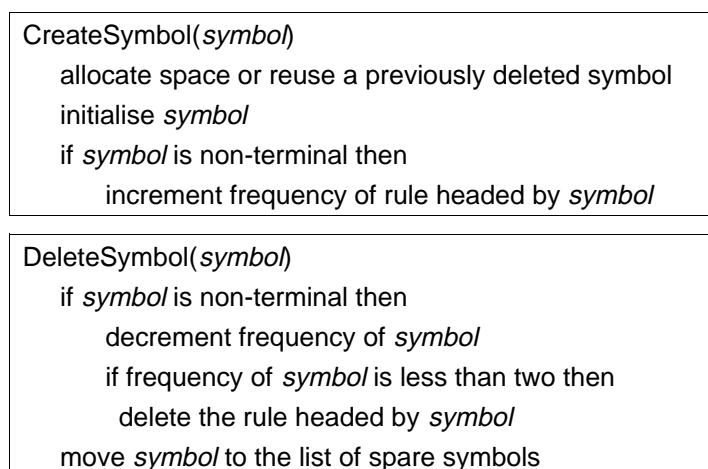 CreateSymbol(symbol)
allocate space or reuse a previously deleted symbol
initialise symbol
if symbol is non-terminal then
increment frequency of rule headed by symbol
DeleteSymbol(symbol)
if symbol is non-terminal then
decrement frequency of symbol
if frequency of symbol is less than two then
delete the rule headed by symbol
move symbol to the list of spare symbols